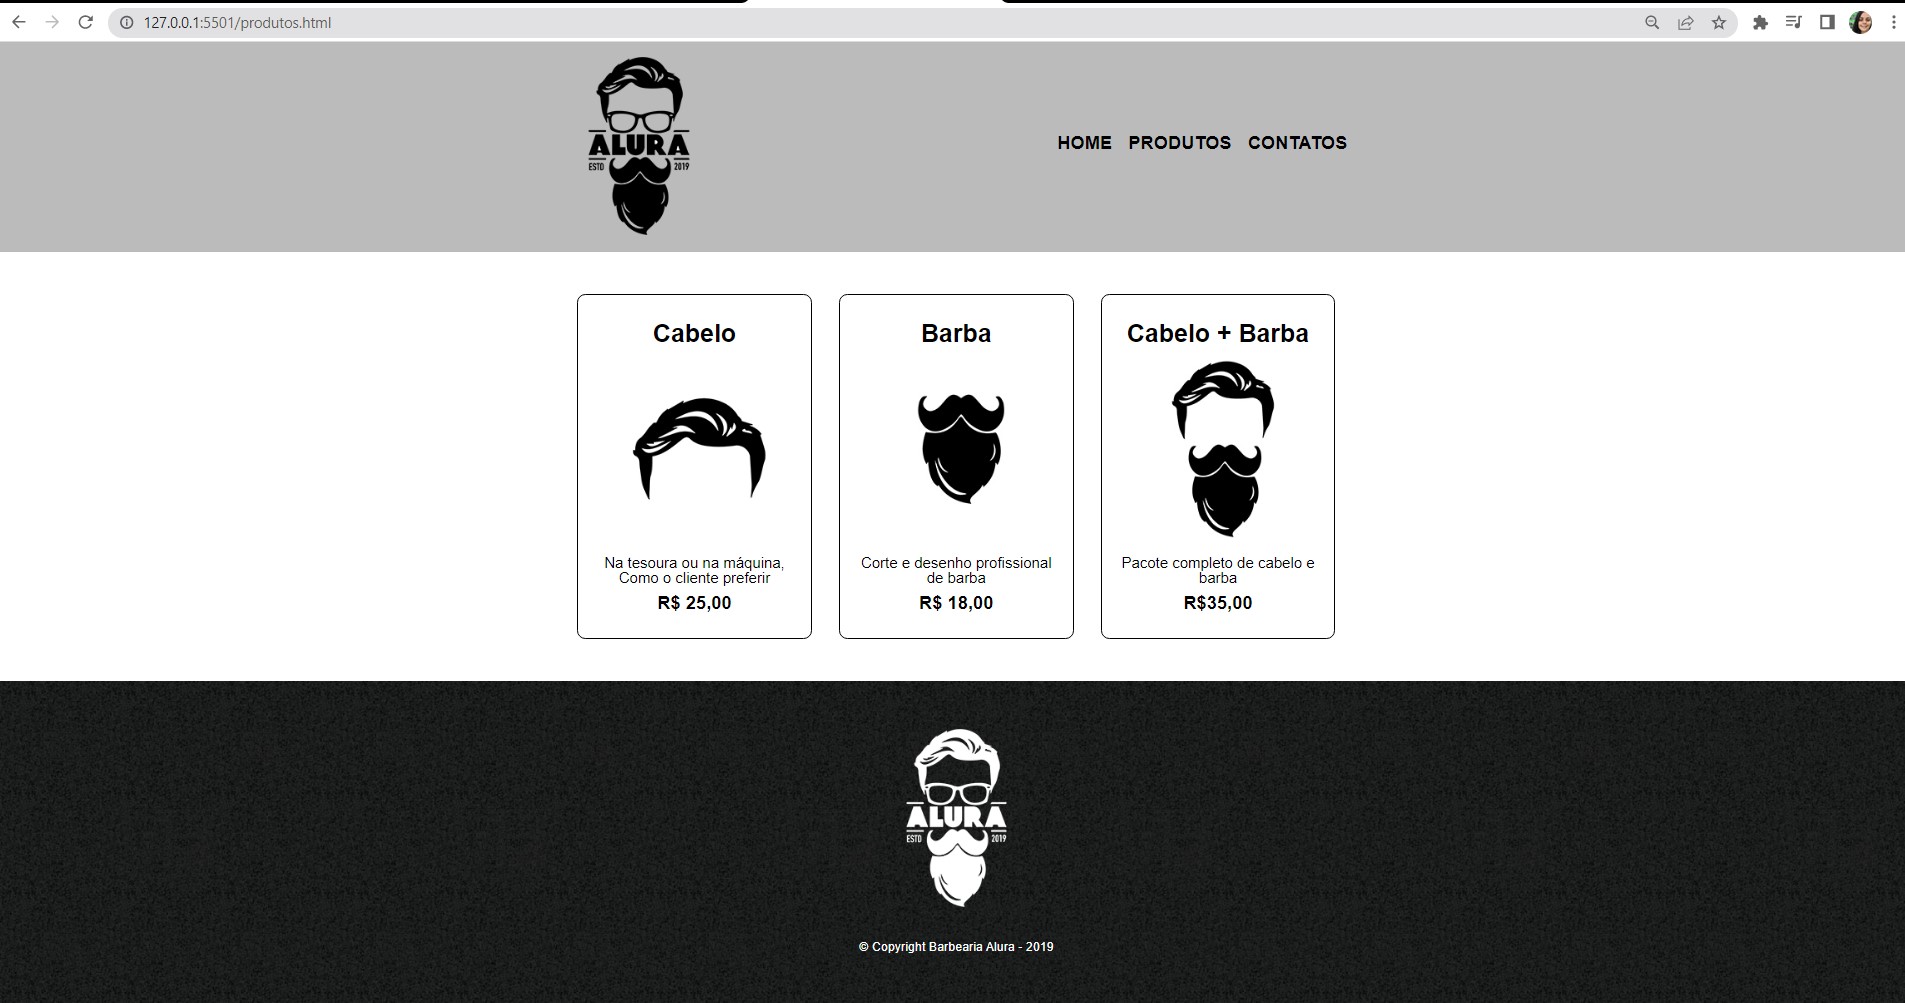 127.0.0.1:5501/produtos.html
ALURA
ESTD 2019
HOME PRODUTOS CONTATOS
Cabelo
Na tesoura ou na máquina,
Como o cliente preferir
R$ 25,00
Barba
Corte e desenho profissional
de barba
R$ 18,00
Cabelo + Barba
Pacote completo de cabelo e
barba
R$35,00
ALURA
ESTD 2019
© Copyright Barbearia Alura - 2019